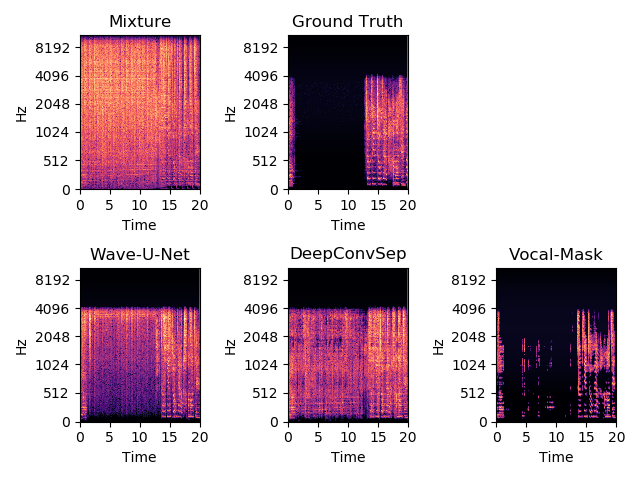 Mixture
Ground Truth
Hz
8192
4096
2048
1024
512
0
0 5 10 15 20
Time
Hz
8192
4096
2048
1024
512
0
0 5 10 15 20
Time
Wave-U-Net
DeepConvSep
Vocal-Mask
Hz
8192
4096
2048
1024
512
0
0 5 10 15 20
Time
Hz
8192
4096
2048
1024
512
0
0 5 10 15 20
Time
Hz
8192
4096
2048
1024
512
0
0 5 10 15 20
Time